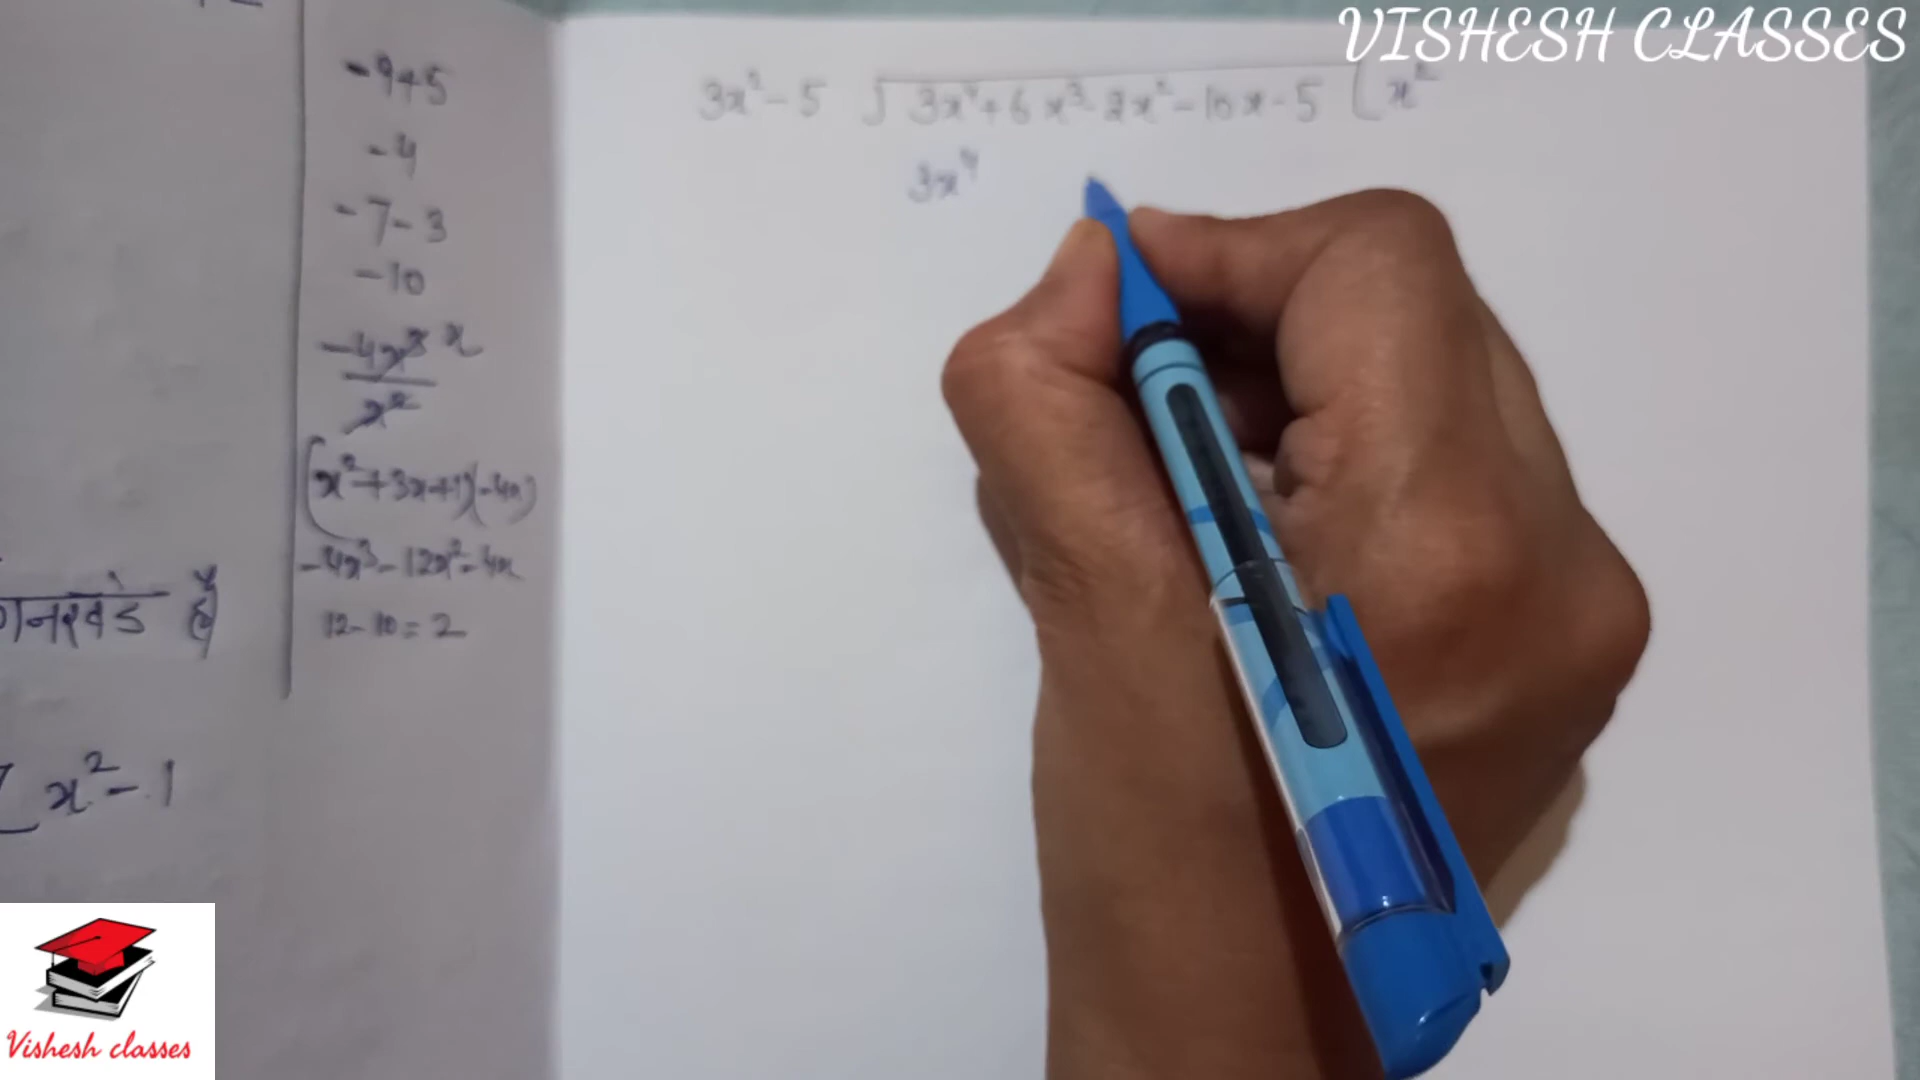 VISHESH CLASSES
-9+5
-4
-7-3
-10
-4x³ x
x²
(x²+3x+1)(-4x)
-4x³-12x²-4x
12-10=2
है
[x²-1
3x²-5 ) 3x⁴+6x³-2x²-10x-5 [x²
3x⁴
Vishesh classes